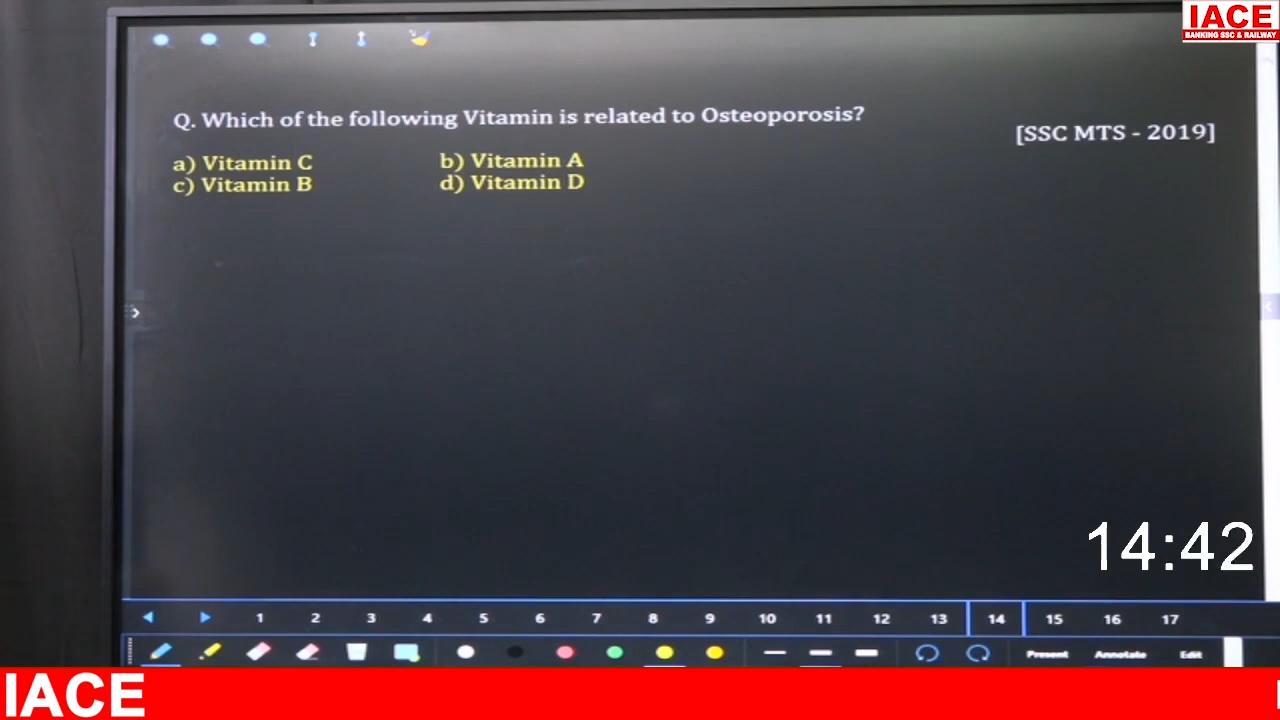 IACE
BANKING SSC & RAILWAY
Q. Which of the following Vitamin is related to Osteoporosis?
[SSC MTS - 2019]
a) Vitamin C b) Vitamin A
c) Vitamin B d) Vitamin D
14:42
1 2 3 4 5 6 7 8 9 10 11 12 13 14 15 16 17
Present Annotate Edit
IACE